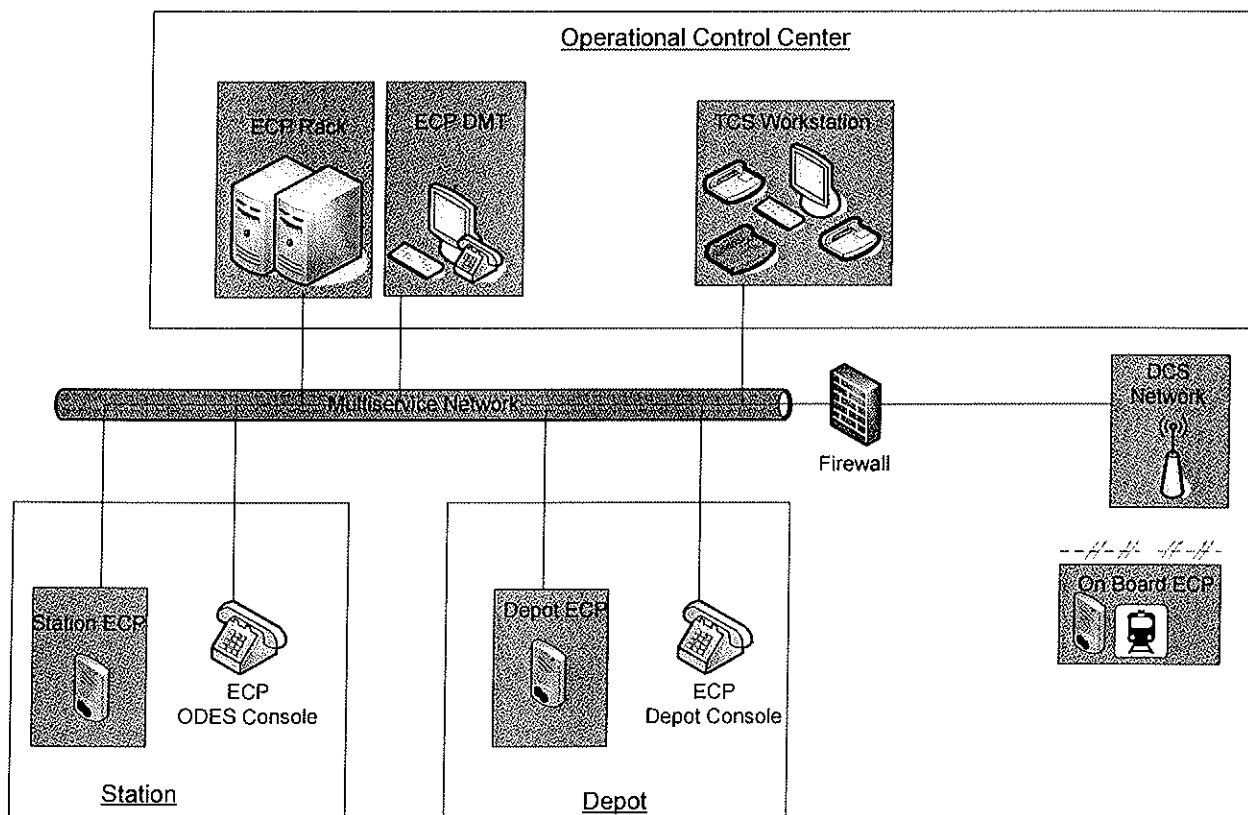 Operational Control Center
ECP Rack
ECP DMT
TCS Workstation
Multiservice Network
Firewall
DCS
Network
On Board ECP
Station ECP
ECP
ODES Console
Depot ECP
ECP
Depot Console
Station
Depot